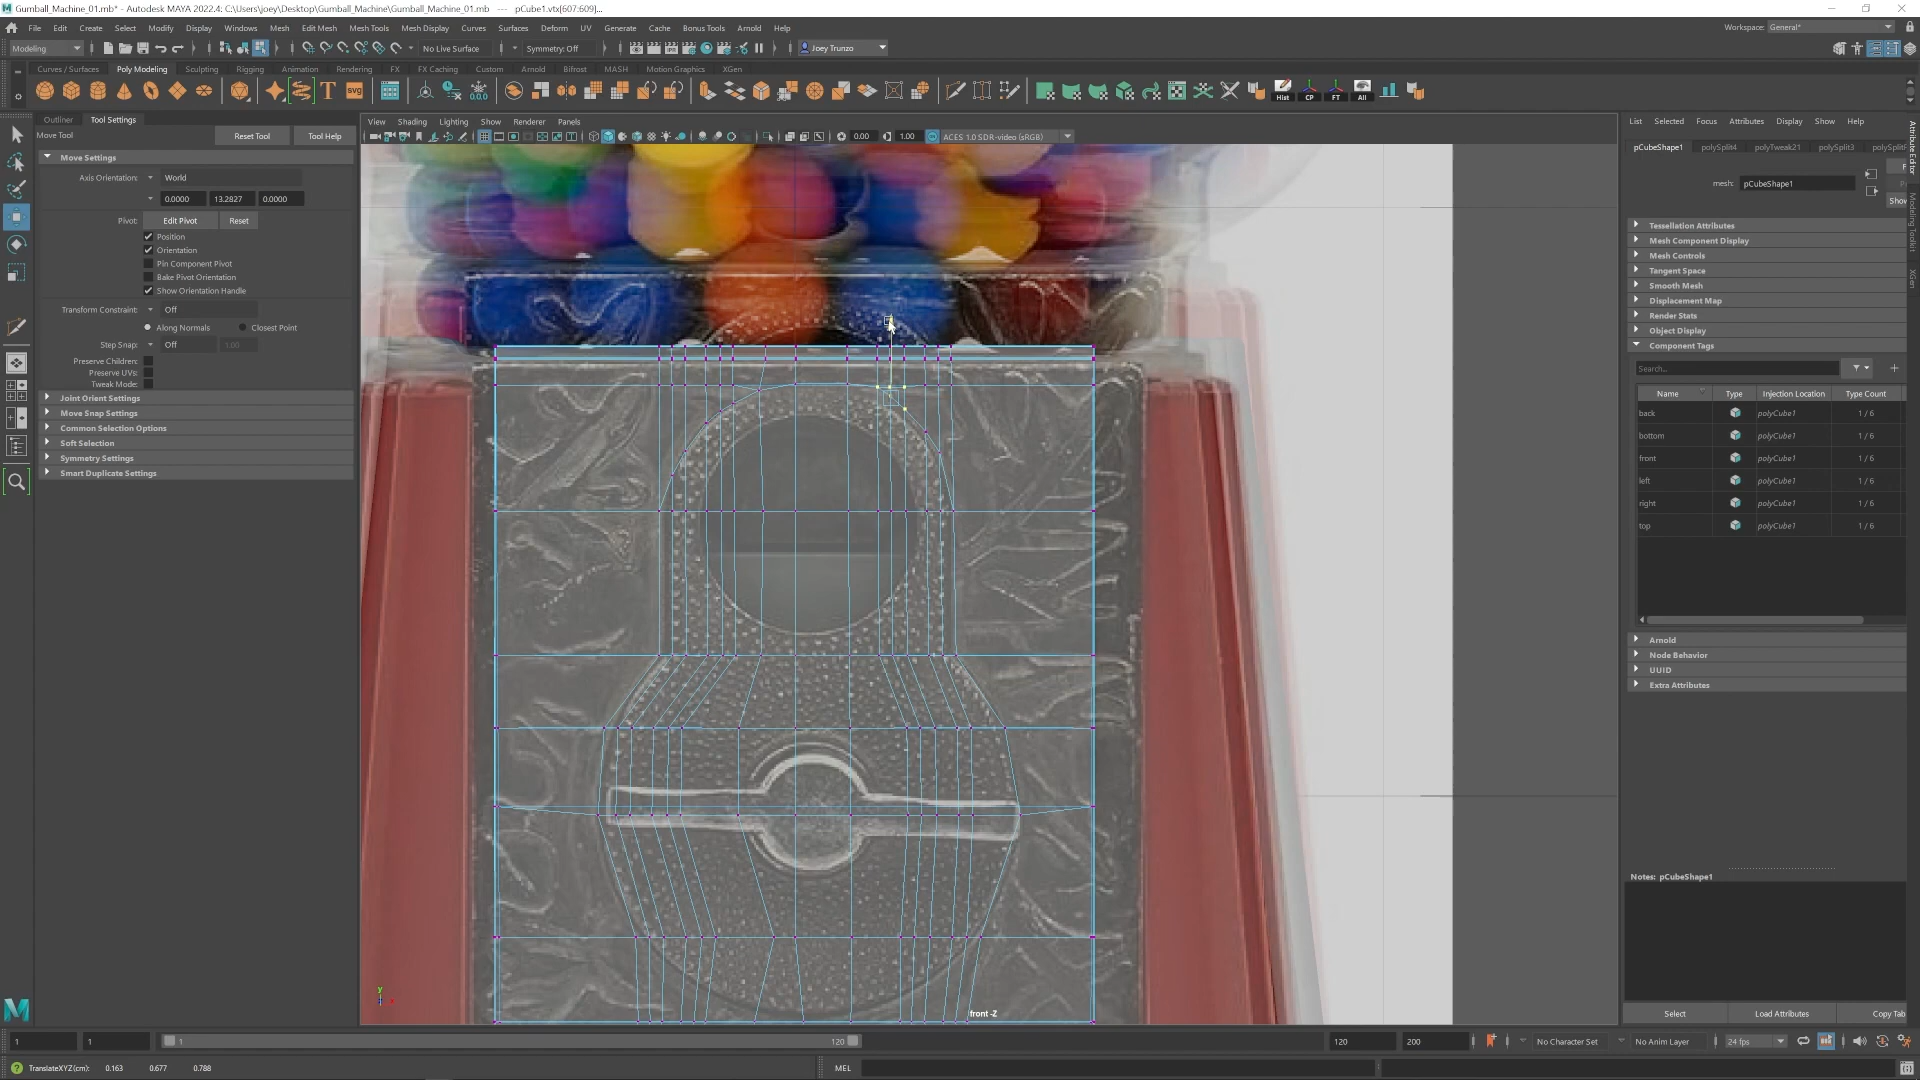 Gumball_Machine_01.mb* - Autodesk MAYA 2022.4: C:\Users\joey\Desktop\Gumball_Machine\Gumball_Machine_01.mb --- pCube1.vtx[607:609]...
File Edit Create Select Modify Display Windows Mesh Edit Mesh Mesh Tools Mesh Display Curves Surfaces Deform UV Generate Cache Bonus Tools Arnold Help
Workspace: General*
Modeling No Live Surface Symmetry: Off Joey Trunzo
Curves / Surfaces Poly Modeling Sculpting Rigging Animation Rendering FX FX Caching Custom Arnold Bifrost MASH Motion Graphics XGen
Hist CP FT All
Outliner Tool Settings
View Shading Lighting Show Renderer Panels
List Selected Focus Attributes Display Show Help
Move Tool Reset Tool Tool Help
0.00 1.00 ACES 1.0 SDR-video (sRGB)
pCubeShape1 polySplit4 polyTweak21 polySplit3
Move Settings
Axis Orientation: World
0.0000 13.2827 0.0000
Pivot: Edit Pivot Reset
Position
Orientation
Pin Component Pivot
Bake Pivot Orientation
Show Orientation Handle
Transform Constraint: Off
Along Normals Closest Point
Step Snap: Off 1.00
Preserve Children:
Preserve UVs:
Tweak Mode:
Joint Orient Settings
Move Snap Settings
Common Selection Options
Soft Selection
Symmetry Settings
Smart Duplicate Settings
mesh: pCubeShape1
Show
Tessellation Attributes
Mesh Component Display
Mesh Controls
Tangent Space
Smooth Mesh
Displacement Map
Render Stats
Object Display
Component Tags
Search...
Name Type Injection Location Type Count
back polyCube1 1 / 6
bottom polyCube1 1 / 6
front polyCube1 1 / 6
left polyCube1 1 / 6
right polyCube1 1 / 6
top polyCube1 1 / 6
Arnold
Node Behavior
UUID
Extra Attributes
Notes: pCubeShape1
Select Load Attributes Copy Tab
Attribute Editor
Modeling Toolkit
XGen
y
front -Z
1 1 1 120 120 200 No Character Set No Anim Layer 24 fps
TranslateXYZ(cm): 0.163 0.677 0.788 MEL